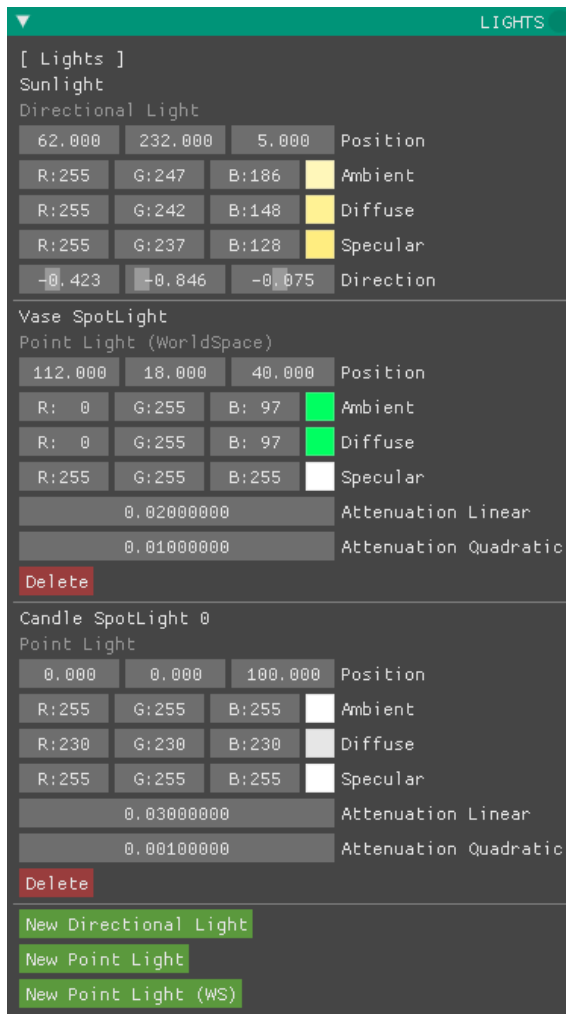 LIGHTS
[ Lights ]
Sunlight
Directional Light
62.000 232.000 5.000 Position
R:255 G:247 B:186 Ambient
R:255 G:242 B:148 Diffuse
R:255 G:237 B:128 Specular
-0.423 -0.846 -0.075 Direction
Vase SpotLight
Point Light (WorldSpace)
112.000 18.000 40.000 Position
R: 0 G:255 B: 97 Ambient
R: 0 G:255 B: 97 Diffuse
R:255 G:255 B:255 Specular
0.02000000 Attenuation Linear
0.01000000 Attenuation Quadratic
Delete
Candle SpotLight 0
Point Light
0.000 0.000 100.000 Position
R:255 G:255 B:255 Ambient
R:230 G:230 B:230 Diffuse
R:255 G:255 B:255 Specular
0.03000000 Attenuation Linear
0.00100000 Attenuation Quadratic
Delete
New Directional Light
New Point Light
New Point Light (WS)